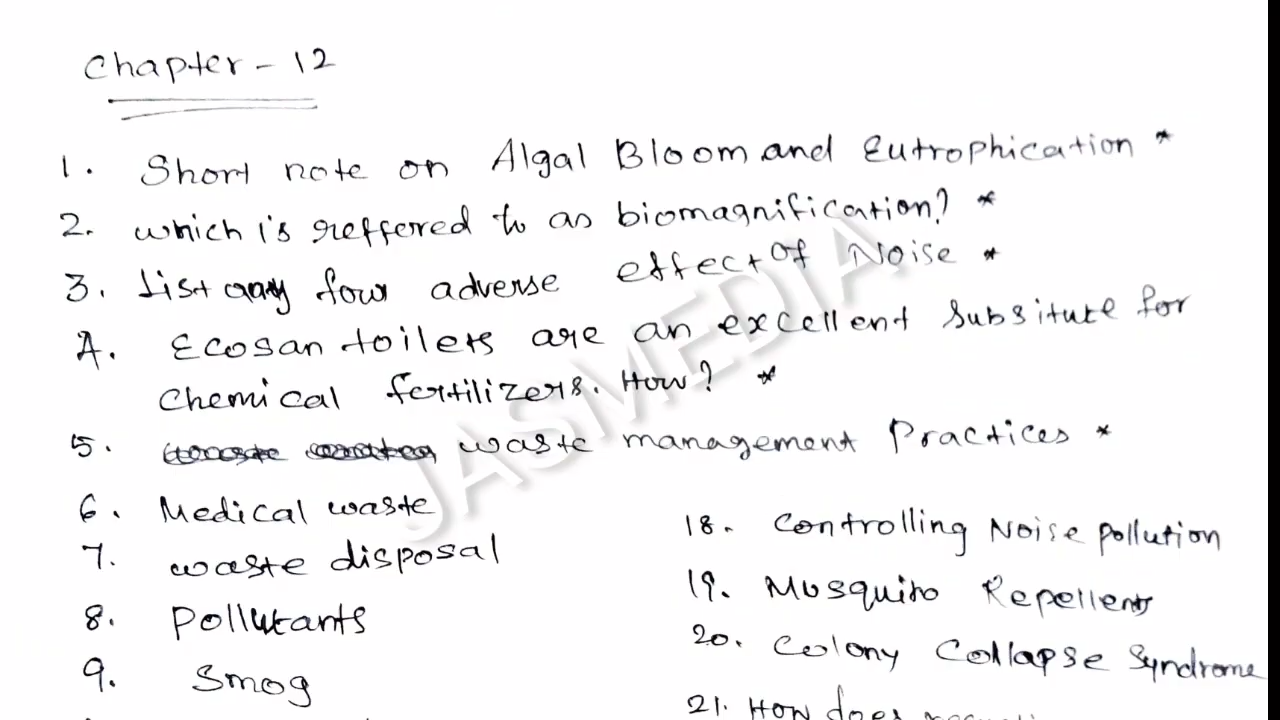 Chapter - 12
1. Short note on Algal Bloom and Eutrophication *
2. which is reffered to as biomagnification? *
3. List any four adverse effect of Noise *
4. Ecosan toilets are an excellent Subsitute for
Chemical fertilizers. How? *
5. waste management Practices *
6. Medical waste
7. waste disposal
8. Pollutants
9. Smog
18. Controlling Noise pollution
19. Mosquito Repellents
20. Colony Collapse Syndrome
21. How does
JASMEDIA